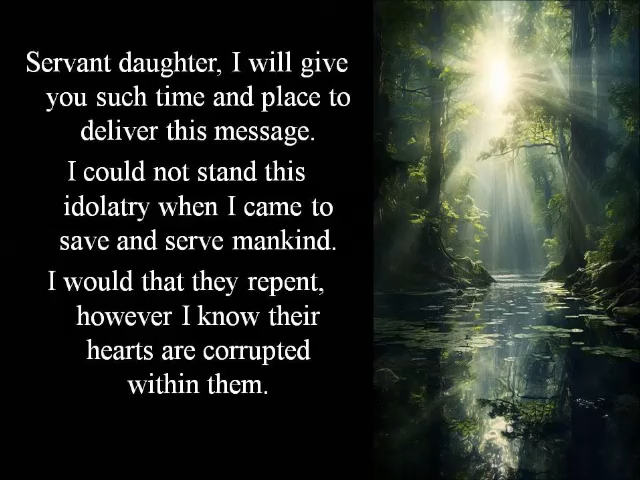 Servant daughter, I will give
you such time and place to
deliver this message.
I could not stand this
idolatry when I came to
save and serve mankind.
I would that they repent,
however I know their
hearts are corrupted
within them.